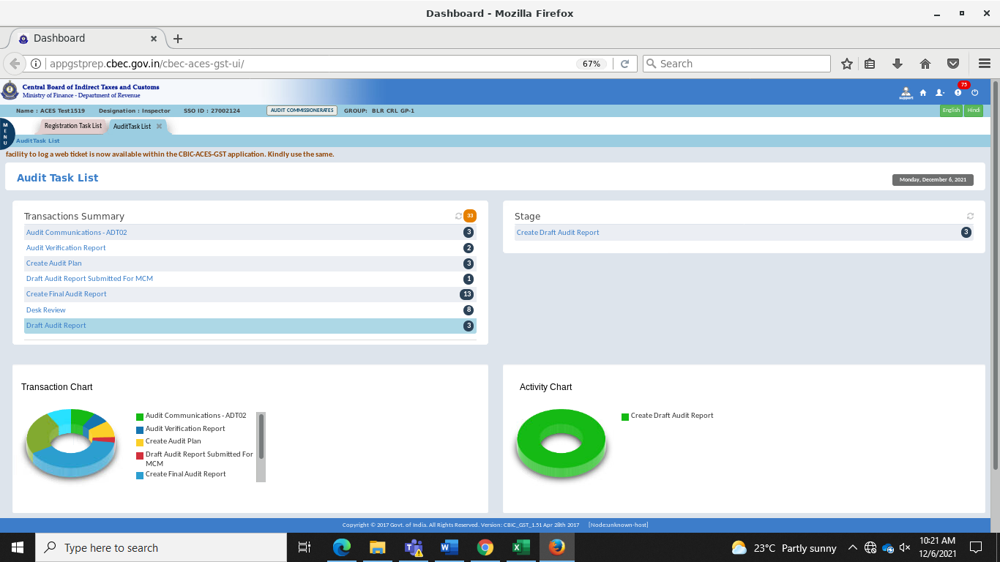 Dashboard - Mozilla Firefox
Dashboard
appgstprep.cbec.gov.in/cbec-aces-gst-ui/
67%
Search
Central Board of Indirect Taxes and Customs
Ministry of Finance - Department of Revenue
support
75
Name : ACES Test1519 Designation : Inspector SSO ID : 27002124 AUDIT COMMISSIONERATES GROUP: BLR CRL GP-1
English Hindi
MENU
Registration Task List
AuditTask List
AuditTask List
facility to log a web ticket is now available within the CBIC-ACES-GST application. Kindly use the same.
Audit Task List
Monday, December 6, 2021
Transactions Summary 33
Audit Communications - ADT02 3
Audit Verification Report 2
Create Audit Plan 3
Draft Audit Report Submitted For MCM 1
Create Final Audit Report 13
Desk Review 8
Draft Audit Report 3
Stage
Create Draft Audit Report 3
Transaction Chart
Audit Communications - ADT02
Audit Verification Report
Create Audit Plan
Draft Audit Report Submitted For
MCM
Create Final Audit Report
Activity Chart
Create Draft Audit Report
Copyright © 2017 Govt. of India. All Rights Reserved. Version: CBIC_GST_1.51 Apr 28th 2017 [Node:unknown-host]
Type here to search
23°C Partly sunny
10:21 AM
12/6/2021